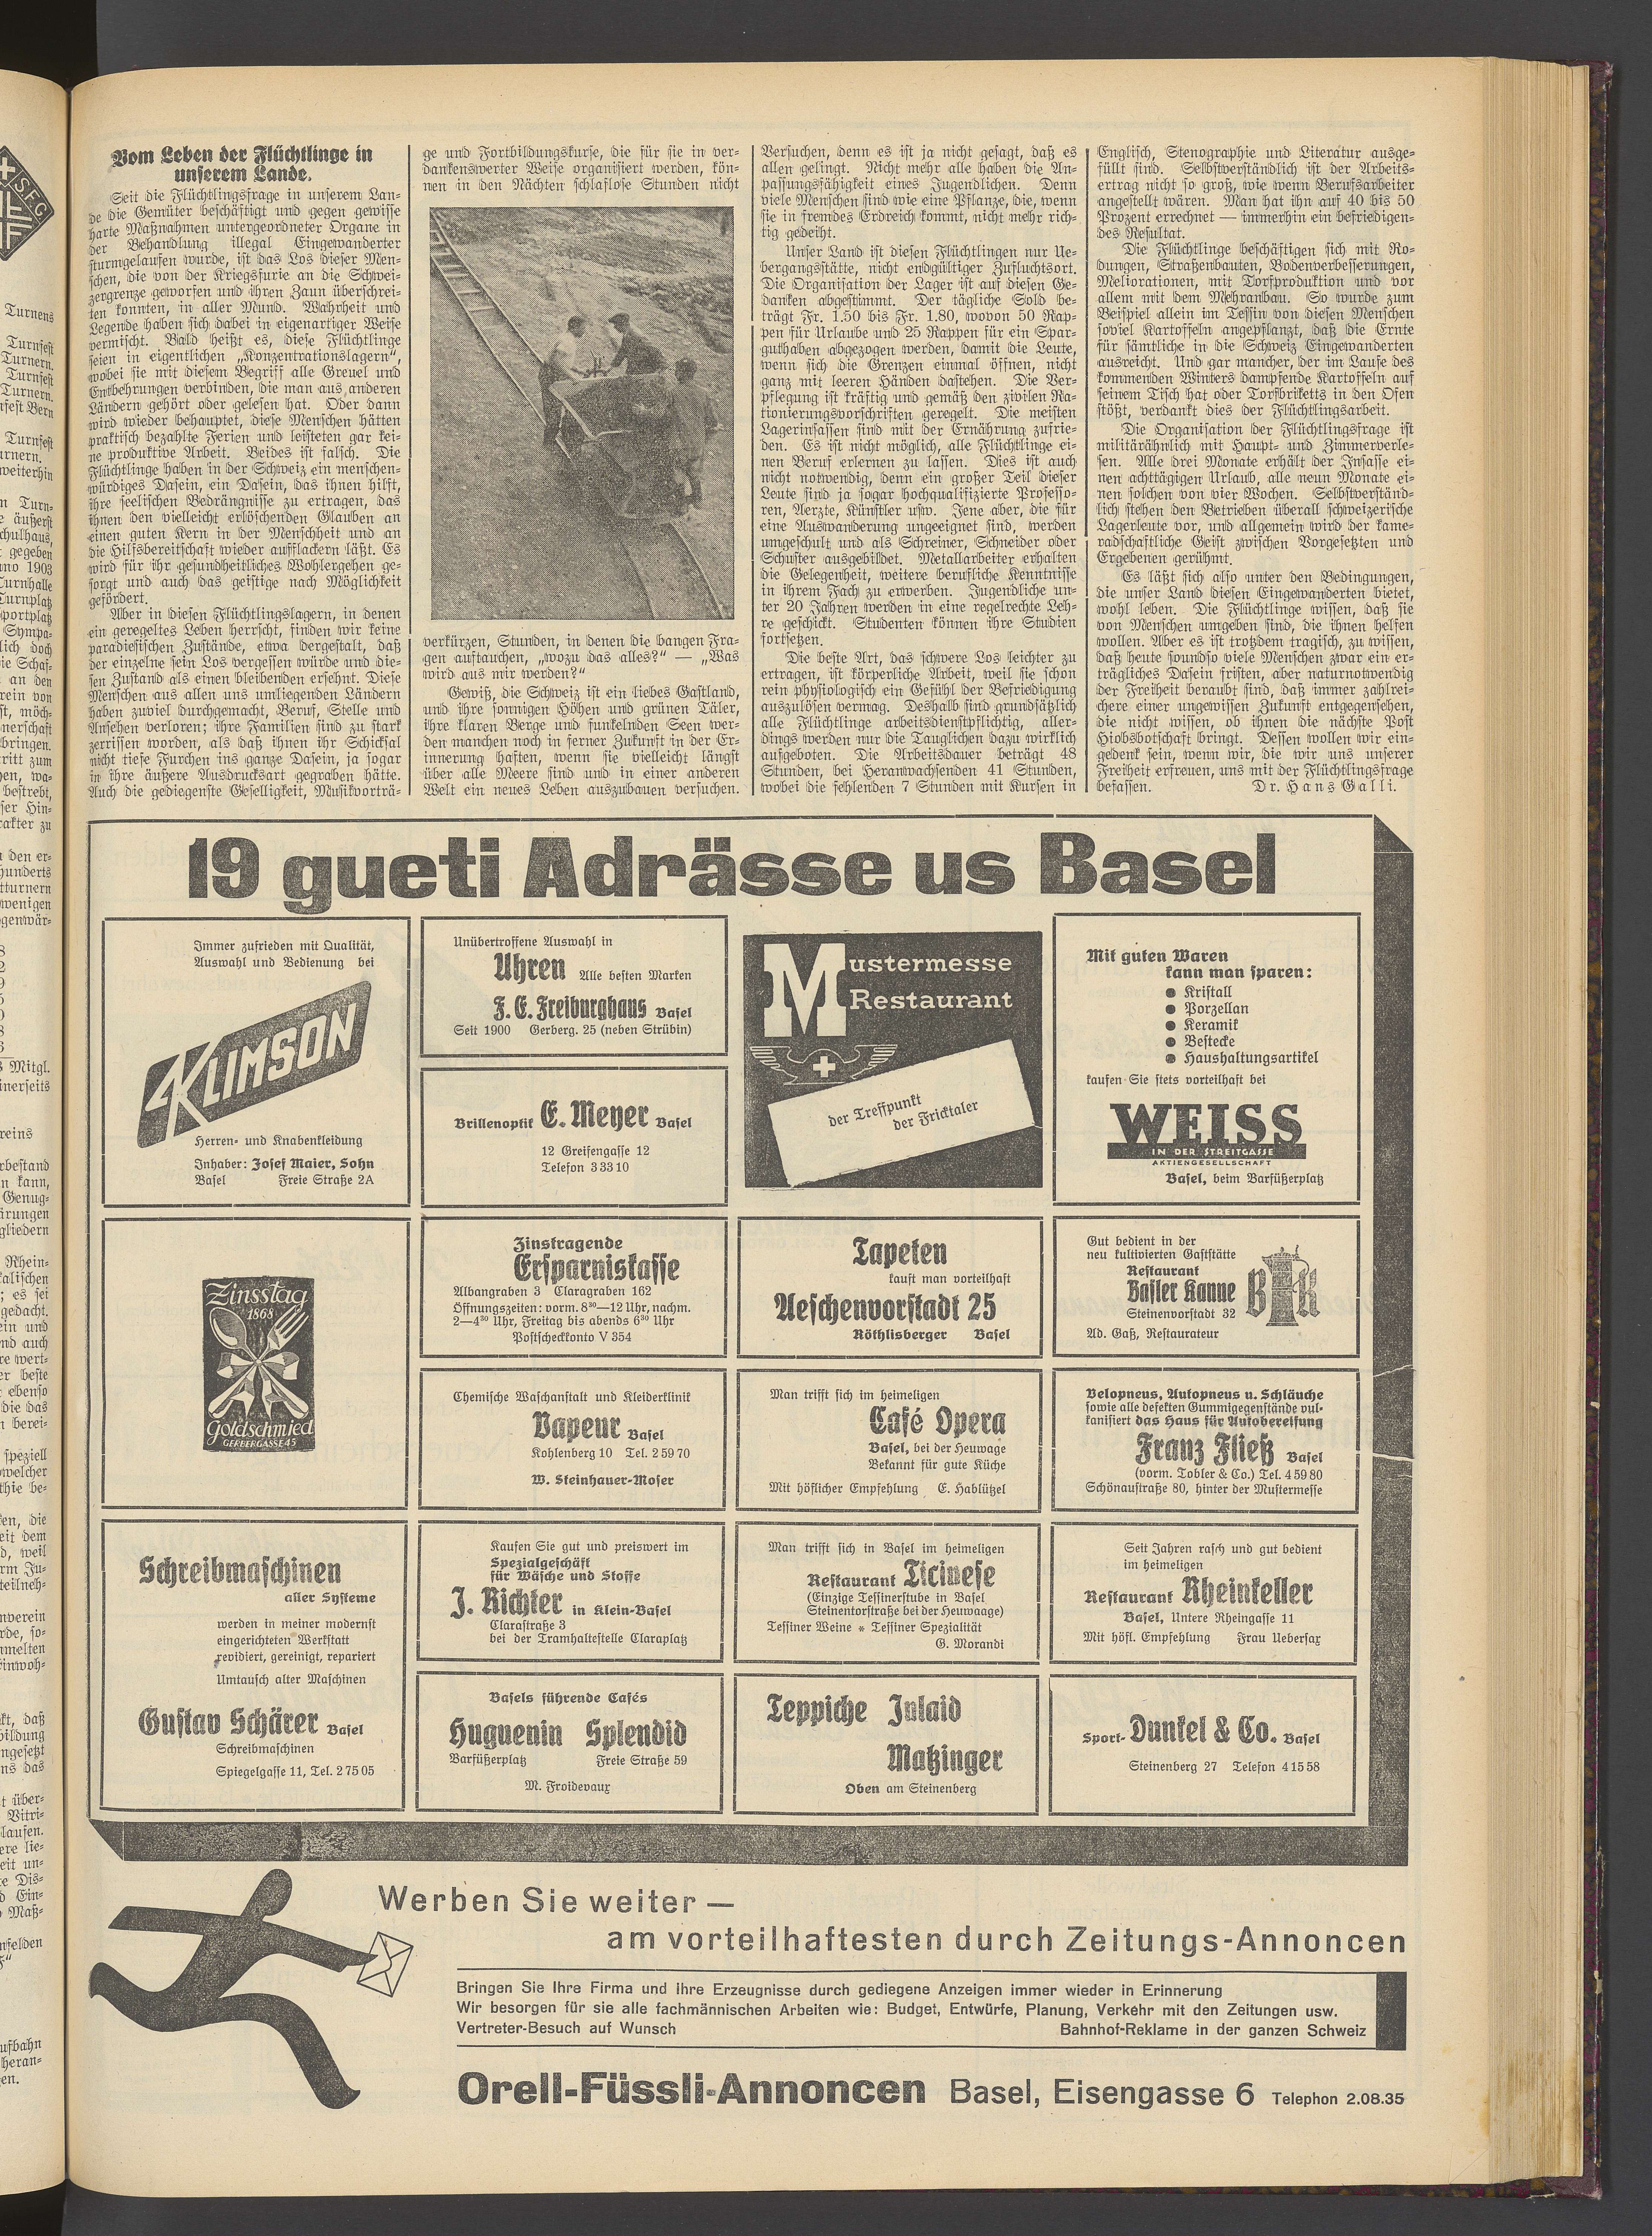 Vom Leben der Flüchtlinge in
unserem Lande.
Seit die Flüchtlingsfrage in unserem Lan-
de die Gemüter beschäftigt und gegen gewisse
harte Maßnahmen untergeordneter Organe in
der Behandlung illegal Eingewanderter
sturmgelaufen wurde, ist das Los dieser Men-
schen, die von der Kriegsfurie an die Schwei-
zergrenze geworfen und ihren Zaun überschrei-
ten konnten, in aller Mund. Wahrheit und
Legende haben sich dabei in eigenartiger Weise
vermischt. Bald heißt es, diese Flüchtlinge
seien in eigentlichen „Konzentrationslagern“,
wobei sie mit diesem Begriff alle Greuel und
Entbehrungen verbinden, die man aus anderen
Ländern gehört oder gelesen hat. Oder dann
wird wieder behauptet, diese Menschen hätten
praktisch bezahlte Ferien und leisteten gar kei-
ne produktive Arbeit. Beides ist falsch. Die
Flüchtlinge haben in der Schweiz ein menschen-
würdiges Dasein, ein Dasein, das ihnen hilft,
ihre seelischen Bedrängnisse zu ertragen, das
ihnen den vielleicht erlöschenden Glauben an
einen guten Kern in der Menschheit und an
die Hilfsbereitschaft wieder aufflackern läßt. Es
wird für ihr gesundheitliches Wohlergehen ge-
sorgt und auch das geistige nach Möglichkeit
gefördert.
Aber in diesen Flüchtlingslagern, in denen
ein geregeltes Leben herrscht, finden wir keine
paradiesischen Zustände, etwa dergestalt, daß
der einzelne sein Los vergessen würde und die-
sen Zustand als einen bleibenden ersehnt. Diese
Menschen aus allen uns umliegenden Ländern
haben zuviel durchgemacht, Beruf, Stelle und
Ansehen verloren; ihre Familien sind zu stark
zerrissen worden, als daß ihnen ihr Schicksal
nicht tiefe Furchen ins ganze Dasein, ja sogar
in ihre äußere Ausdrucksart gegraben hätte.
Auch die gediegenste Geselligkeit, Musikvorträ-
ge und Fortbildungskurse, die für sie in ver-
dankenswerter Weise organisiert werden, kön-
nen in den Nächten schlaflose Stunden nicht
verkürzen, Stunden, in denen die bangen Fra-
gen auftauchen, „wozu das alles?“ — „Was
wird aus mir werden?“
Gewiß, die Schweiz ist ein liebes Gastland,
und ihre sonnigen Höhen und grünen Täler,
ihre klaren Berge und funkelnden Seen wer-
den manchen noch in ferner Zukunft in der Er-
innerung haften, wenn sie vielleicht längst
über alle Meere sind und in einer anderen
Welt ein neues Leben auszubauen versuchen.
Versuchen, denn es ist ja nicht gesagt, daß es
allen gelingt. Nicht mehr alle haben die An-
passungsfähigkeit eines Jugendlichen. Denn
viele Menschen sind wie eine Pflanze, die, wenn
sie in fremdes Erdreich kommt, nicht mehr rich-
tig gedeiht.
Unser Land ist diesen Flüchtlingen nur Ue-
bergangsstätte, nicht endgültiger Zufluchtsort.
Die Organisation der Lager ist auf diesen Ge-
danken abgestimmt. Der tägliche Sold be-
trägt Fr. 1.50 bis Fr. 1.80, wovon 50 Rap-
pen für Urlaube und 25 Rappen für ein Spar-
guthaben abgezogen werden, damit die Leute,
wenn sich die Grenzen einmal öffnen, nicht
ganz mit leeren Händen dastehen. Die Ver-
pflegung ist kräftig und gemäß den zivilen Ra-
tionierungsvorschriften geregelt. Die meisten
Lagerinsassen sind mit der Ernährung zufrie-
den. Es ist nicht möglich, alle Flüchtlinge ei-
nen Beruf erlernen zu lassen. Dies ist auch
nicht notwendig, denn ein großer Teil dieser
Leute sind ja sogar hochqualifizierte Professo-
ren, Aerzte, Künstler usw. Jene aber, die für
eine Auswanderung ungeeignet sind, werden
umgeschult und als Schreiner, Schneider oder
Schuster ausgebildet. Metallarbeiter erhalten
die Gelegenheit, weitere berufliche Kenntnisse
in ihrem Fach zu erwerben. Jugendliche un-
ter 20 Jahren werden in eine regelrechte Leh-
re geschickt. Studenten können ihre Studien
fortsetzen.
Die beste Art, das schwere Los leichter zu
ertragen, ist körperliche Arbeit, weil sie schon
rein physiologisch ein Gefühl der Befriedigung
auszulösen vermag. Deshalb sind grundsätzlich
alle Flüchtlinge arbeitsdienstpflichtig, aller-
dings werden nur die Tauglichen dazu wirklich
aufgeboten. Die Arbeitsdauer beträgt 48
Stunden, bei Heranwachsenden 41 Stunden,
wobei die fehlenden 7 Stunden mit Kursen in
Englisch, Stenographie und Literatur ausge-
füllt sind. Selbstverständlich ist der Arbeits-
ertrag nicht so groß, wie wenn Berufsarbeiter
angestellt wären. Man hat ihn auf 40 bis 50
Prozent errechnet — immerhin ein befriedigen-
des Resultat.
Die Flüchtlinge beschäftigen sich mit Ro-
dungen, Straßenbauten, Bodenverbesserungen,
Meliorationen, mit Torfproduktion und vor
allem mit dem Mehranbau. So wurde zum
Beispiel allein im Tessin von diesen Menschen
soviel Kartoffeln angepflanzt, daß die Ernte
für sämtliche in die Schweiz Eingewanderten
ausreicht. Und gar mancher, der im Laufe des
kommenden Winters dampfende Kartoffeln auf
seinem Tisch hat oder Torfbriketts in den Ofen
stößt, verdankt dies der Flüchtlingsarbeit.
Die Organisation der Flüchtlingsfrage ist
militärähnlich mit Haupt- und Zimmerverle-
sen. Alle drei Monate erhält der Insasse ei-
nen achttägigen Urlaub, alle neun Monate ei-
nen solchen von vier Wochen. Selbstverständ-
lich stehen den Betrieben überall schweizerische
Lagerleute vor, und allgemein wird der kame-
radschaftliche Geist zwischen Vorgesetzten und
Ergebenen gerühmt.
Es läßt sich also unter den Bedingungen,
die unser Land diesen Eingewanderten bietet,
wohl leben. Die Flüchtlinge wissen, daß sie
von Menschen umgeben sind, die ihnen helfen
wollen. Aber es ist trotzdem tragisch, zu wissen,
daß heute soundso viele Menschen zwar ein er-
trägliches Dasein fristen, aber naturnotwendig
der Freiheit beraubt sind, daß immer zahlrei-
chere einer ungewissen Zukunft entgegensehen,
die nicht wissen, ob ihnen die nächste Post
Hiobsbotschaft bringt. Dessen wollen wir ein-
gedenk sein, wenn wir, die wir uns unserer
Freiheit erfreuen, uns mit der Flüchtlingsfrage
befassen. Dr. Hans Galli.
19 gueti Adrässe us Basel
Immer zufrieden mit Qualität,
Auswahl und Bedienung bei
KLIMSON
Herren- und Knabenkleidung
Inhaber: Josef Maier, Sohn
Basel Freie Straße 2A
Unübertroffene Auswahl in
Uhren Alle besten Marken
J. E. Freiburghaus Basel
Seit 1900 Gerberg. 25 (neben Strübin)
Brillenoptik E. Meyer Basel
12 Greifengasse 12
Telefon 3 33 10
Mustermesse
Restaurant
der Treffpunkt
der Fricktaler
Mit guten Waren
kann man sparen:
● Kristall
● Porzellan
● Keramik
● Bestecke
● Haushaltungsartikel
kaufen Sie stets vorteilhaft bei
WEISS
IN DER STREITGASSE
AKTIENGESELLSCHAFT
Basel, beim Barfüßerplatz
Zinsstag
1868
Goldschmied
GERBERGASSE 45
Zinstragende
Ersparniskasse
Albangraben 3 Claragraben 162
Öffnungszeiten: vorm. 8³⁰—12 Uhr, nachm.
2—4³⁰ Uhr, Freitag bis abends 6³⁰ Uhr
Postscheckkonto V 354
Tapeten
kauft man vorteilhaft
Aeschenvorstadt 25
Röthlisberger Basel
Gut bedient in der
neu kultivierten Gaststätte
Restaurant
Basler Kanne BK
Steinenvorstadt 32
Ad. Gaß, Restaurateur
Chemische Waschanstalt und Kleiderklinik
Vapeur Basel
Kohlenberg 10 Tel. 2 59 70
W. Steinhauer-Moser
Man trifft sich im heimeligen
Café Opera
Basel, bei der Heuwage
Bekannt für gute Küche
Mit höflicher Empfehlung E. Hablützel
Velopneus, Autopneus u. Schläuche
sowie alle defekten Gummigegenstände vul-
kanisiert das Haus für Autobereifung
Franz Fließ Basel
(vorm. Tobler & Co.) Tel. 4 59 80
Schönaustraße 80, hinter der Mustermesse
Schreibmaschinen
aller Systeme
werden in meiner modernst
eingerichteten Werkstatt
revidiert, gereinigt, repariert
Umtausch alter Maschinen
Gustav Schärer Basel
Schreibmaschinen
Spiegelgasse 11, Tel. 2 75 05
Kaufen Sie gut und preiswert im
Spezialgeschäft
für Wäsche und Stoffe
J. Richter in Klein-Basel
Clarastraße 3
bei der Tramhaltestelle Claraplatz
Man trifft sich in Basel im heimeligen
Restaurant Ticinese
(Einzige Tessinerstube in Basel
Steinentorstraße bei der Heuwaage)
Tessiner Weine * Tessiner Spezialität
G. Morandi
Seit Jahren rasch und gut bedient
im heimeligen
Restaurant Rheinkeller
Basel, Untere Rheingasse 11
Mit höfl. Empfehlung Frau Uebersax
Basels führende Cafés
Huguenin Splendid
Barfüßerplatz Freie Straße 59
M. Froidevaux
Teppiche Inlaid
Matzinger
Oben am Steinenberg
Sport- Dunkel & Co. Basel
Steinenberg 27 Telefon 4 15 58
Werben Sie weiter —
am vorteilhaftesten durch Zeitungs-Annoncen
Bringen Sie Ihre Firma und Ihre Erzeugnisse durch gediegene Anzeigen immer wieder in Erinnerung
Wir besorgen für sie alle fachmännischen Arbeiten wie: Budget, Entwürfe, Planung, Verkehr mit den Zeitungen usw.
Vertreter-Besuch auf Wunsch Bahnhof-Reklame in der ganzen Schweiz
Orell-Füssli-Annoncen Basel, Eisengasse 6 Telephon 2.08.35